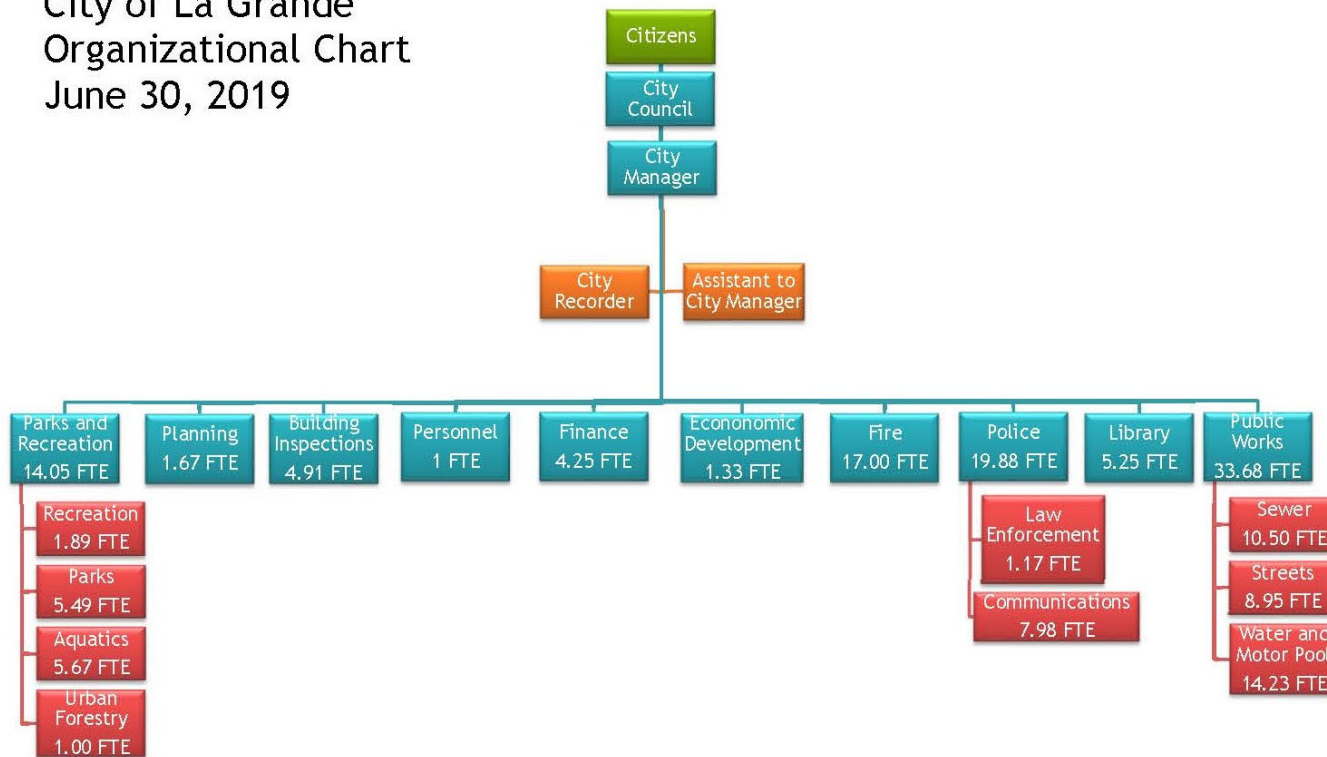 City of La Grande
Organizational Chart
June 30, 2019
Citizens
City
Council
City
Manager
City
Recorder
Assistant to
City Manager
Parks and
Recreation
14.05 FTE
Planning
1.67 FTE
Building
Inspections
4.91 FTE
Personnel
1 FTE
Finance
4.25 FTE
Econonomic
Development
1.33 FTE
Fire
17.00 FTE
Police
19.88 FTE
Library
5.25 FTE
Public
Works
33.68 FTE
Recreation
1.89 FTE
Parks
5.49 FTE
Aquatics
5.67 FTE
Urban
Forestry
1.00 FTE
Law
Enforcement
1.17 FTE
Communications
7.98 FTE
Sewer
10.50 FTE
Streets
8.95 FTE
Water and
Motor Pool
14.23 FTE